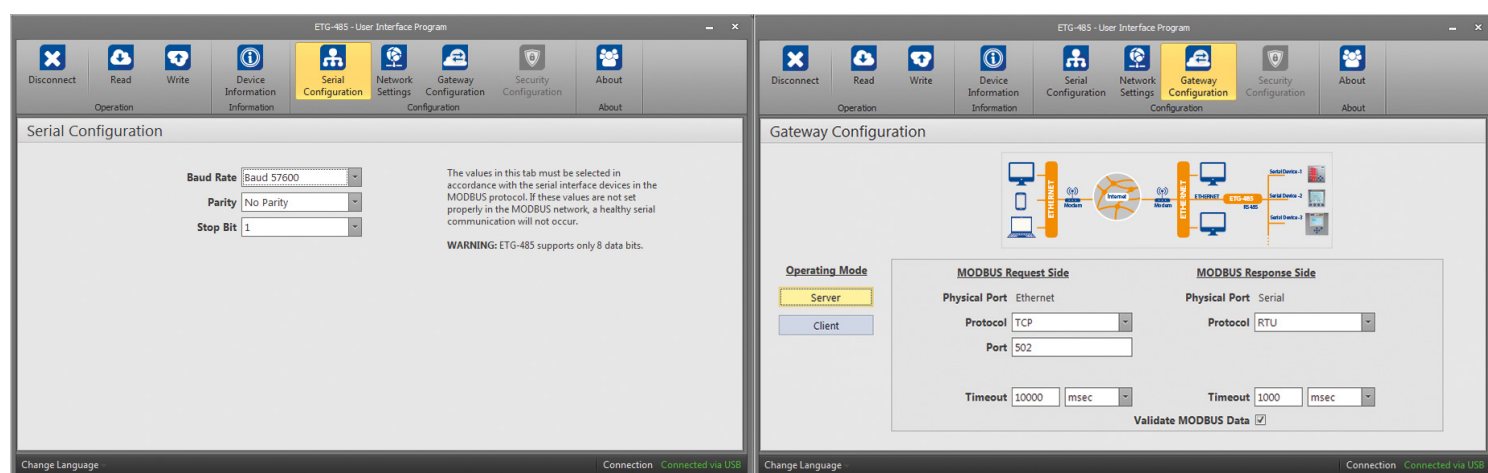 ETG-485 - User Interface Program
Disconnect
Read
Write
Device Information
Serial Configuration
Network Settings
Gateway Configuration
Security Configuration
About
Operation
Information
Configuration
About
Serial Configuration
Baud Rate Baud 57600
Parity No Parity
Stop Bit 1
The values in this tab must be selected in
accordance with the serial interface devices in the
MODBUS protocol. If these values are not set
properly in the MODBUS network, a healthy serial
communication will not occur.
WARNING: ETG-485 supports only 8 data bits.
Change Language
Connection Connected via USB
ETG-485 - User Interface Program
Disconnect
Read
Write
Device Information
Serial Configuration
Network Settings
Gateway Configuration
Security Configuration
About
Operation
Information
Configuration
About
Gateway Configuration
ETHERNET
Modem
Internet
Modem
ETHERNET
ETHERNET
ETG-485
RS485
Serial Device -1
Serial Device -2
Serial Device -3
Operating Mode
Server
Client
MODBUS Request Side
Physical Port Ethernet
Protocol TCP
Port 502
Timeout 10000 msec
MODBUS Response Side
Physical Port Serial
Protocol RTU
Timeout 1000 msec
Validate MODBUS Data
Change Language
Connection Connected via USB